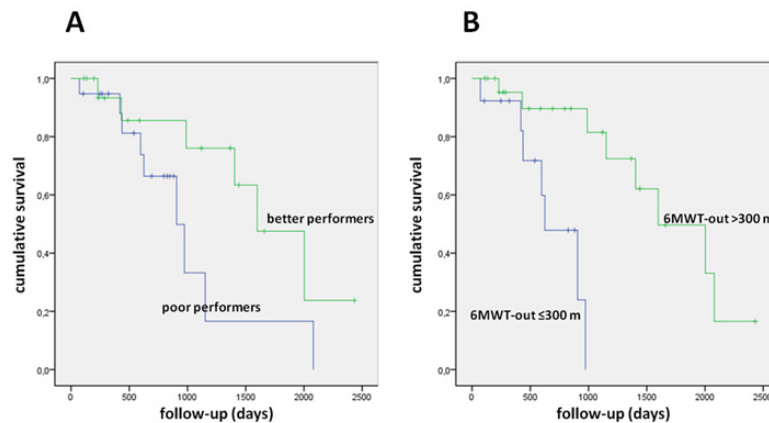 A
cumulative survival
1,0
0,8
0,6
0,4
0,2
0,0
better performers
poor performers
0
500
1000
1500
2000
2500
follow-up (days)
B
cumulative survival
1,0
0,8
0,6
0,4
0,2
0,0
6MWT-out >300 m
6MWT-out ≤300 m
0
500
1000
1500
2000
2500
follow-up (days)